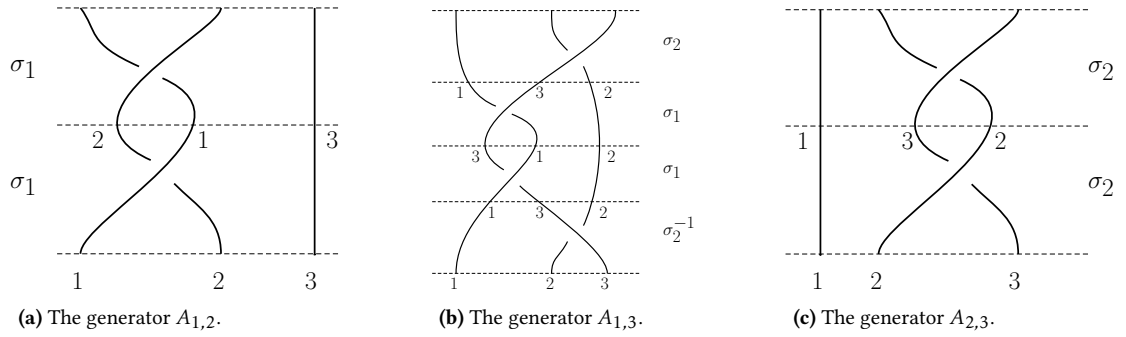 σ₁
2 1 3
σ₁
1 2 3
(a) The generator A₁,₂.
σ₂
1 3 2
σ₁
3 1 2
σ₁
1 3 2
σ₂⁻¹
1 2 3
(b) The generator A₁,₃.
σ₂
1 3 2
σ₂
1 2 3
(c) The generator A₂,₃.